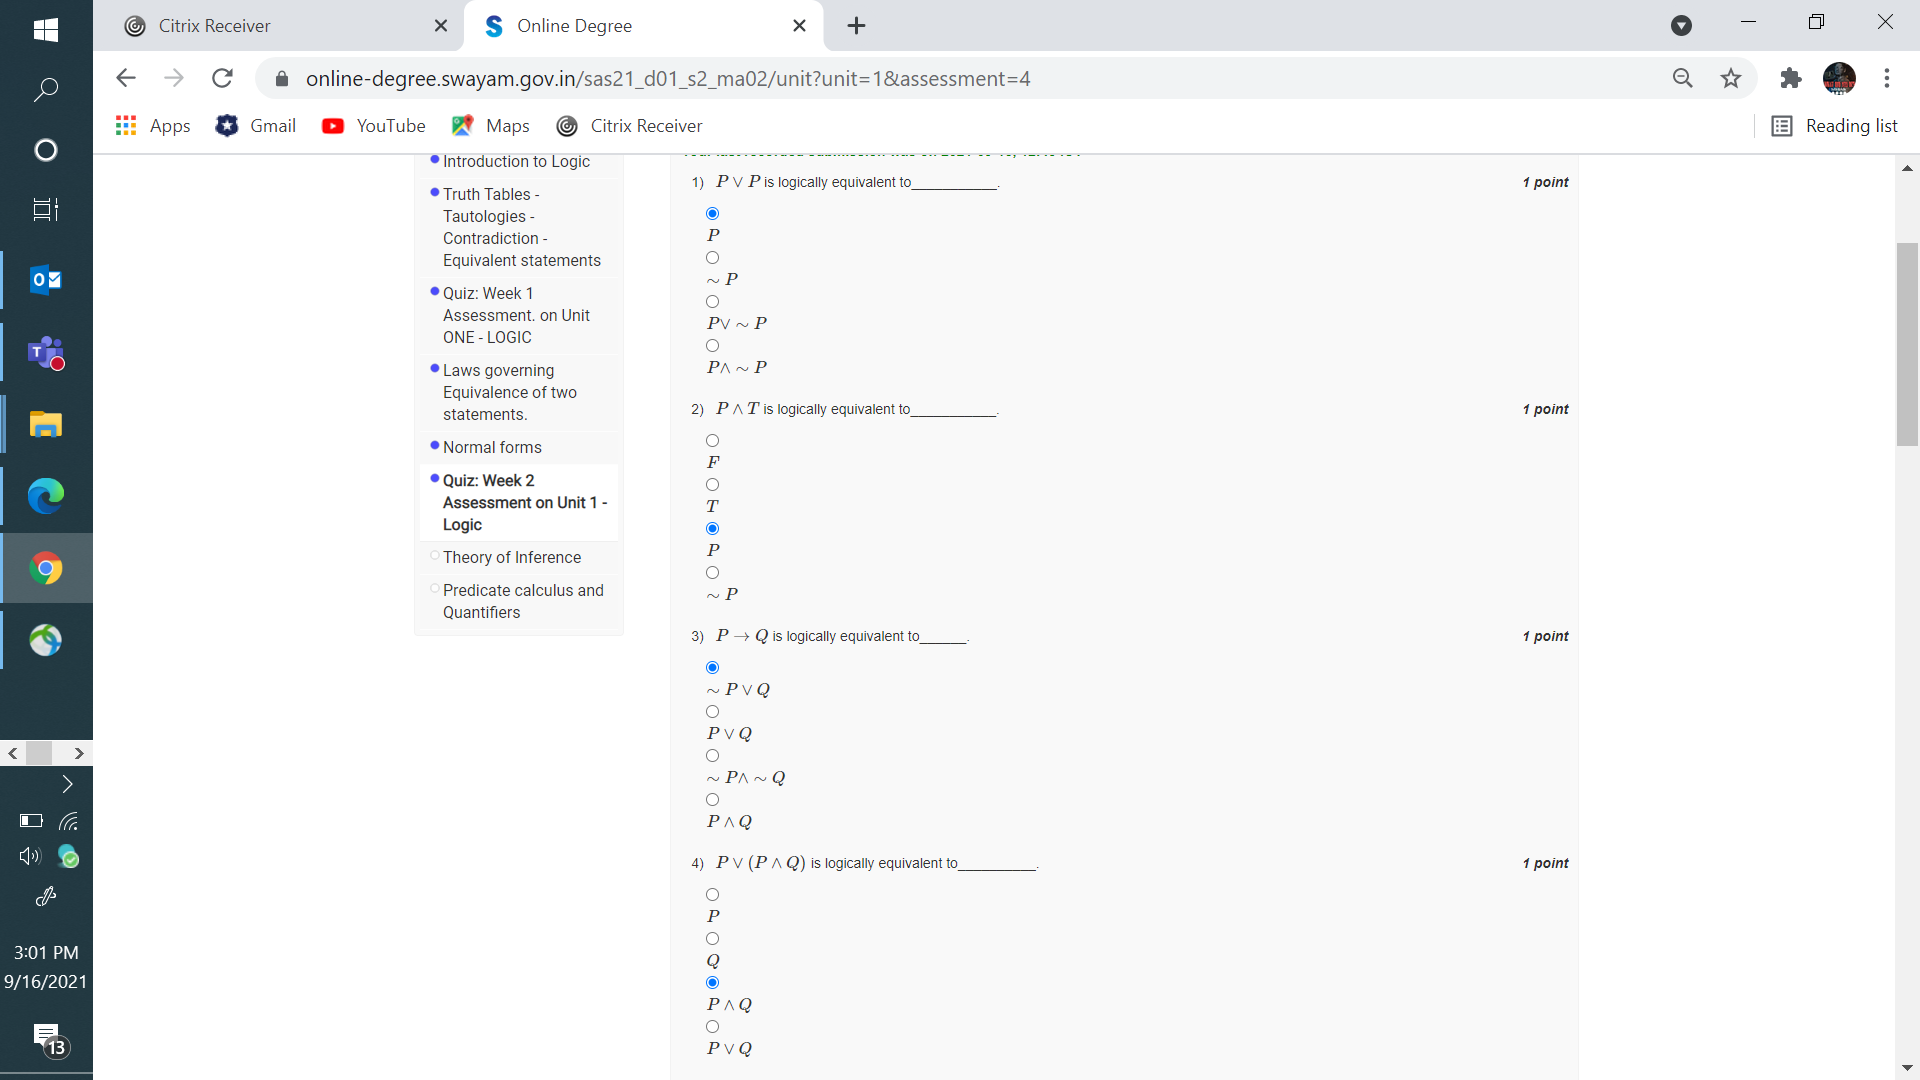 Citrix Receiver
Online Degree
online-degree.swayam.gov.in/sas21_d01_s2_ma02/unit?unit=1&assessment=4
Apps
Gmail
YouTube
Maps
Citrix Receiver
Reading list
Introduction to Logic
Truth Tables -
Tautologies -
Contradiction -
Equivalent statements
Quiz: Week 1
Assessment. on Unit
ONE - LOGIC
Laws governing
Equivalence of two
statements.
Normal forms
Quiz: Week 2
Assessment on Unit 1 -
Logic
Theory of Inference
Predicate calculus and
Quantifiers
1) P ∨ P is logically equivalent to___________. 1 point
P
∼ P
P∨ ∼ P
P∧ ∼ P
2) P ∧ T is logically equivalent to___________. 1 point
F
T
P
∼ P
3) P → Q is logically equivalent to______. 1 point
∼ P ∨ Q
P ∨ Q
∼ P∧ ∼ Q
P ∧ Q
4) P ∨ (P ∧ Q) is logically equivalent to__________. 1 point
P
Q
P ∧ Q
P ∨ Q
3:01 PM
9/16/2021
13